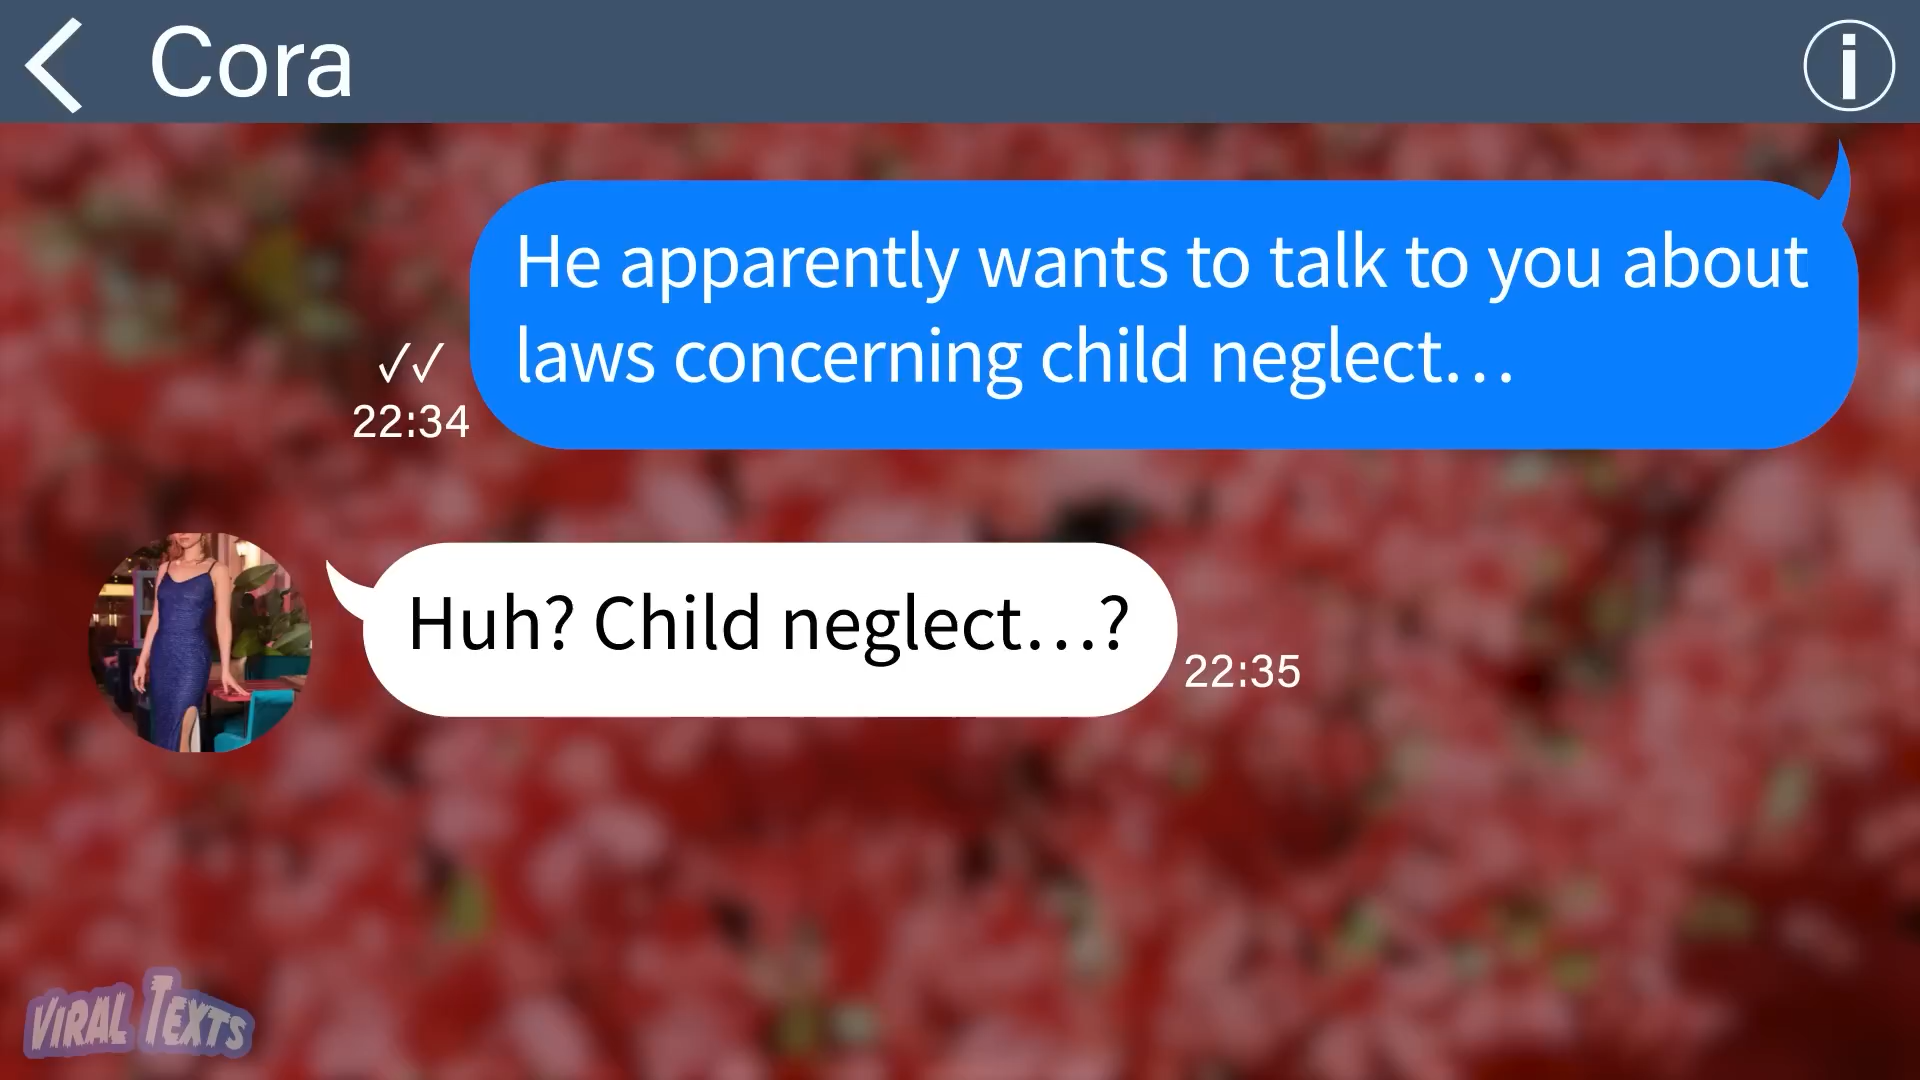 Cora
He apparently wants to talk to you about
laws concerning child neglect…
✓✓
22:34
Huh? Child neglect…?
22:35
VIRAL TEXTS